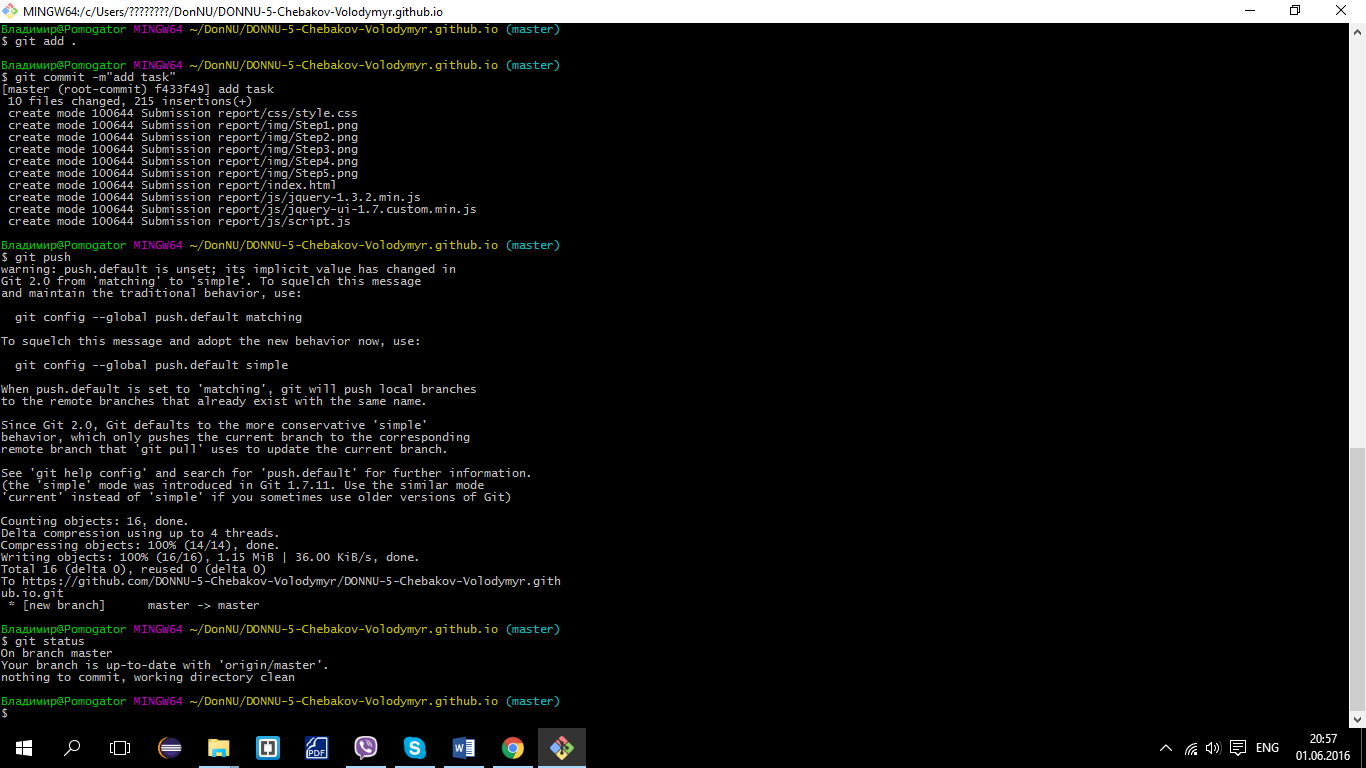 MINGW64:/c/Users/????????/DonNU/DONNU-5-Chebakov-Volodymyr.github.io
Владимир@Pomogator MINGW64 ~/DonNU/DONNU-5-Chebakov-Volodymyr.github.io (master)
$ git add .
Владимир@Pomogator MINGW64 ~/DonNU/DONNU-5-Chebakov-Volodymyr.github.io (master)
$ git commit -m"add task"
[master (root-commit) f433f49] add task
10 files changed, 215 insertions(+)
create mode 100644 Submission report/css/style.css
create mode 100644 Submission report/img/Step1.png
create mode 100644 Submission report/img/Step2.png
create mode 100644 Submission report/img/Step3.png
create mode 100644 Submission report/img/Step4.png
create mode 100644 Submission report/img/Step5.png
create mode 100644 Submission report/index.html
create mode 100644 Submission report/js/jquery-1.3.2.min.js
create mode 100644 Submission report/js/jquery-ui-1.7.custom.min.js
create mode 100644 Submission report/js/script.js
Владимир@Pomogator MINGW64 ~/DonNU/DONNU-5-Chebakov-Volodymyr.github.io (master)
$ git push
warning: push.default is unset; its implicit value has changed in
Git 2.0 from 'matching' to 'simple'. To squelch this message
and maintain the traditional behavior, use:
git config --global push.default matching
To squelch this message and adopt the new behavior now, use:
git config --global push.default simple
When push.default is set to 'matching', git will push local branches
to the remote branches that already exist with the same name.
Since Git 2.0, Git defaults to the more conservative 'simple'
behavior, which only pushes the current branch to the corresponding
remote branch that 'git pull' uses to update the current branch.
See 'git help config' and search for 'push.default' for further information.
(the 'simple' mode was introduced in Git 1.7.11. Use the similar mode
'current' instead of 'simple' if you sometimes use older versions of Git)
Counting objects: 16, done.
Delta compression using up to 4 threads.
Compressing objects: 100% (14/14), done.
Writing objects: 100% (16/16), 1.15 MiB | 36.00 KiB/s, done.
Total 16 (delta 0), reused 0 (delta 0)
To https://github.com/DONNU-5-Chebakov-Volodymyr/DONNU-5-Chebakov-Volodymyr.gith
ub.io.git
* [new branch]      master -> master
Владимир@Pomogator MINGW64 ~/DonNU/DONNU-5-Chebakov-Volodymyr.github.io (master)
$ git status
On branch master
Your branch is up-to-date with 'origin/master'.
nothing to commit, working directory clean
Владимир@Pomogator MINGW64 ~/DonNU/DONNU-5-Chebakov-Volodymyr.github.io (master)
$
PDF
ENG
20:57
01.06.2016